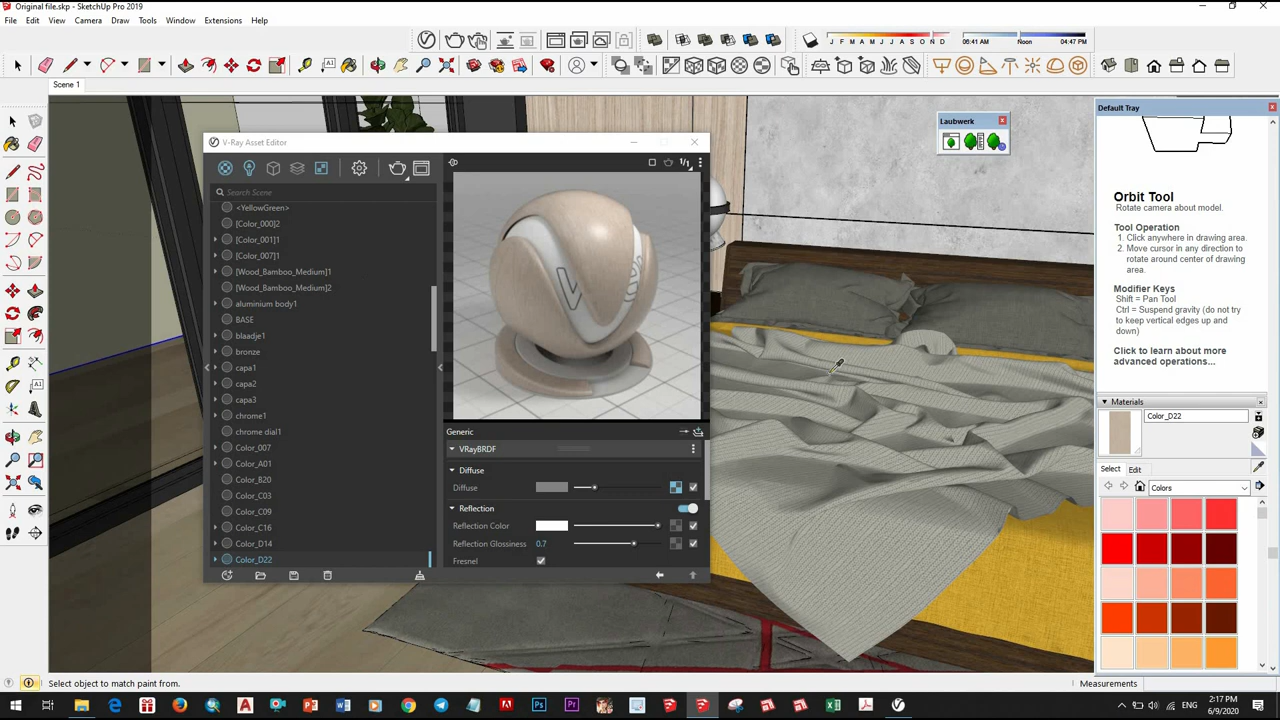 Original file.skp - SketchUp Pro 2019
File Edit View Camera Draw Tools Window Extensions Help
J F M A M J J A S O N D
06:41 AM Noon 04:47 PM
Scene 1
Default Tray
V-Ray Asset Editor
Laubwerk
1/1
Search Scene
<YellowGreen>
[Color_000]2
[Color_001]1
[Color_007]1
[Wood_Bamboo_Medium]1
[Wood_Bamboo_Medium]2
aluminium body1
BASE
blaadje1
bronze
capa1
capa2
capa3
chrome1
chrome dial1
Color_007
Color_A01
Color_B20
Color_C03
Color_C09
Color_C16
Color_D14
Color_D22
Generic
VRayBRDF
Diffuse
Diffuse
Reflection
Reflection Color
Reflection Glossiness 0.7
Fresnel
Orbit Tool
Rotate camera about model.
Tool Operation
1. Click anywhere in drawing area.
2. Move cursor in any direction to
rotate around center of drawing
area.
Modifier Keys
Shift = Pan Tool
Ctrl = Suspend gravity (do not try
to keep vertical edges up and
down)
Click to learn about more
advanced operations...
Materials
Color_D22
Select Edit
Colors
Select object to match paint from.
Measurements
2:17 PM
6/9/2020